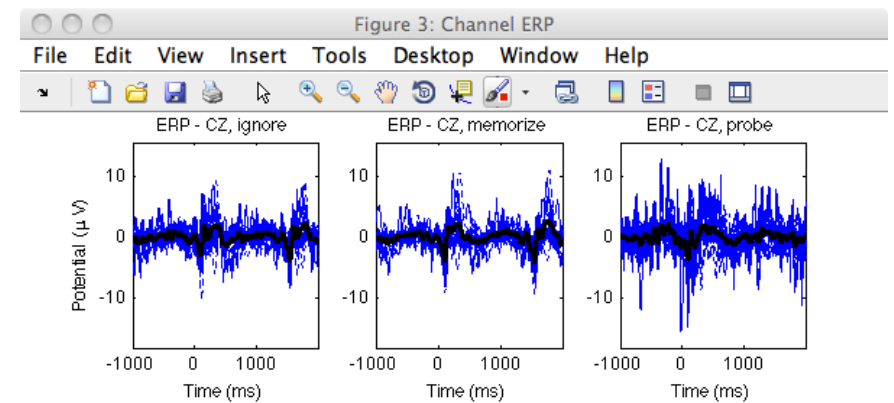 Figure 3: Channel ERP
File Edit View Insert Tools Desktop Window Help
ERP - CZ, ignore
ERP - CZ, memorize
ERP - CZ, probe
Potential (μ V)
10
0
-10
-1000 0 1000
Time (ms)
10
0
-10
-1000 0 1000
Time (ms)
10
0
-10
-1000 0 1000
Time (ms)